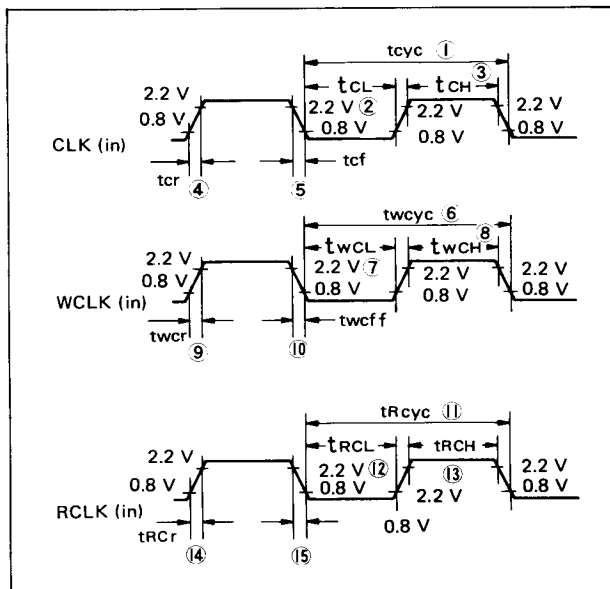 tcyc ①
tCL tCH ③
2.2 V 2.2 V ② 2.2 V 2.2 V
0.8 V 0.8 V 0.8 V 0.8 V
CLK (in)
tcr tcf
④ ⑤
twcyc ⑥
tWCL tWCH ⑧
2.2 V 2.2 V ⑦ 2.2 V 2.2 V
0.8 V 0.8 V 0.8 V 0.8 V
WCLK (in)
twcr twcff
⑨ ⑩
tRcyc ⑪
tRCL tRCH
2.2 V 2.2 V ⑫ ⑬ 2.2 V
0.8 V 0.8 V 2.2 V 0.8 V
RCLK (in) 0.8 V
tRCr
⑭ ⑮